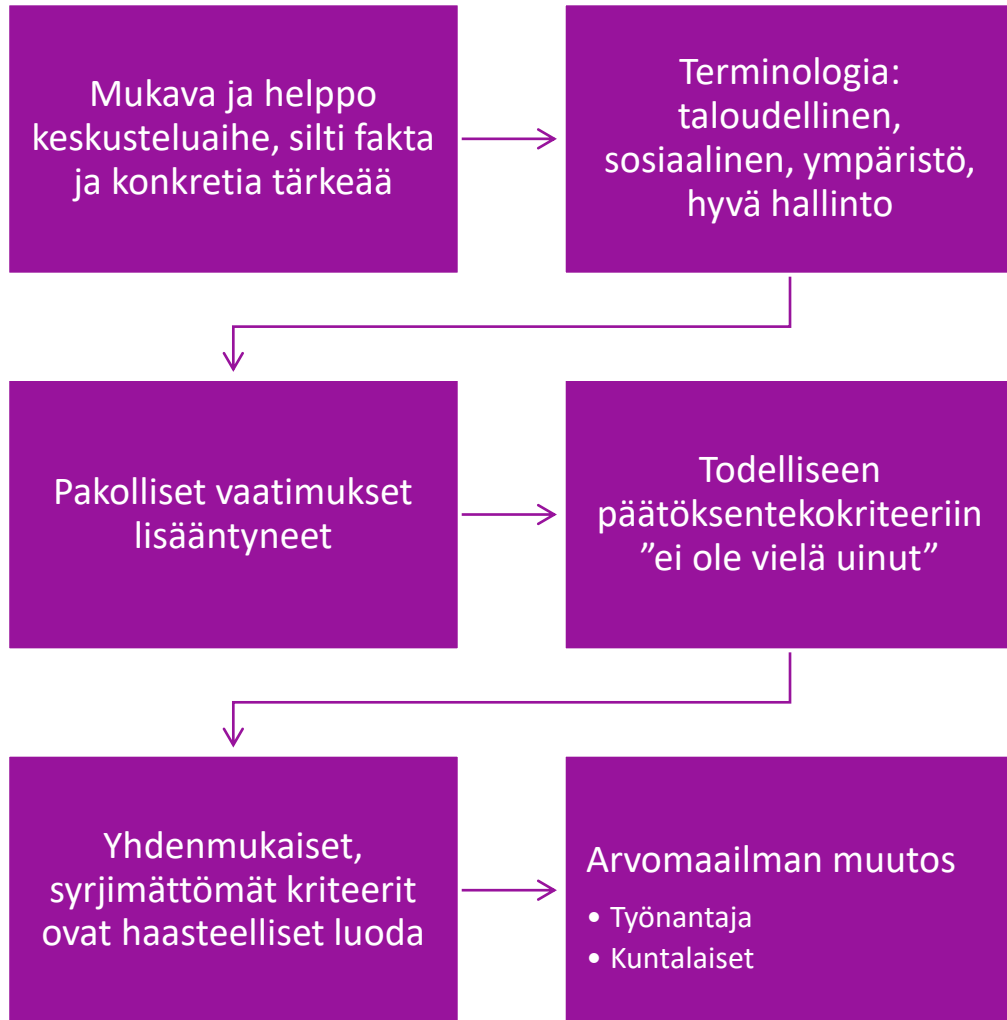 Mukava ja helppo
keskusteluaihe, silti fakta
ja konkretia tärkeää
Terminologia:
taloudellinen,
sosiaalinen, ympäristö,
hyvä hallinto
Pakolliset vaatimukset
lisääntyneet
Todelliseen
päätöksentekokriteeriin
”ei ole vielä uinut”
Yhdenmukaiset,
syrjimättömät kriteerit
ovat haasteelliset luoda
Arvomaailman muutos
• Työnantaja
• Kuntalaiset